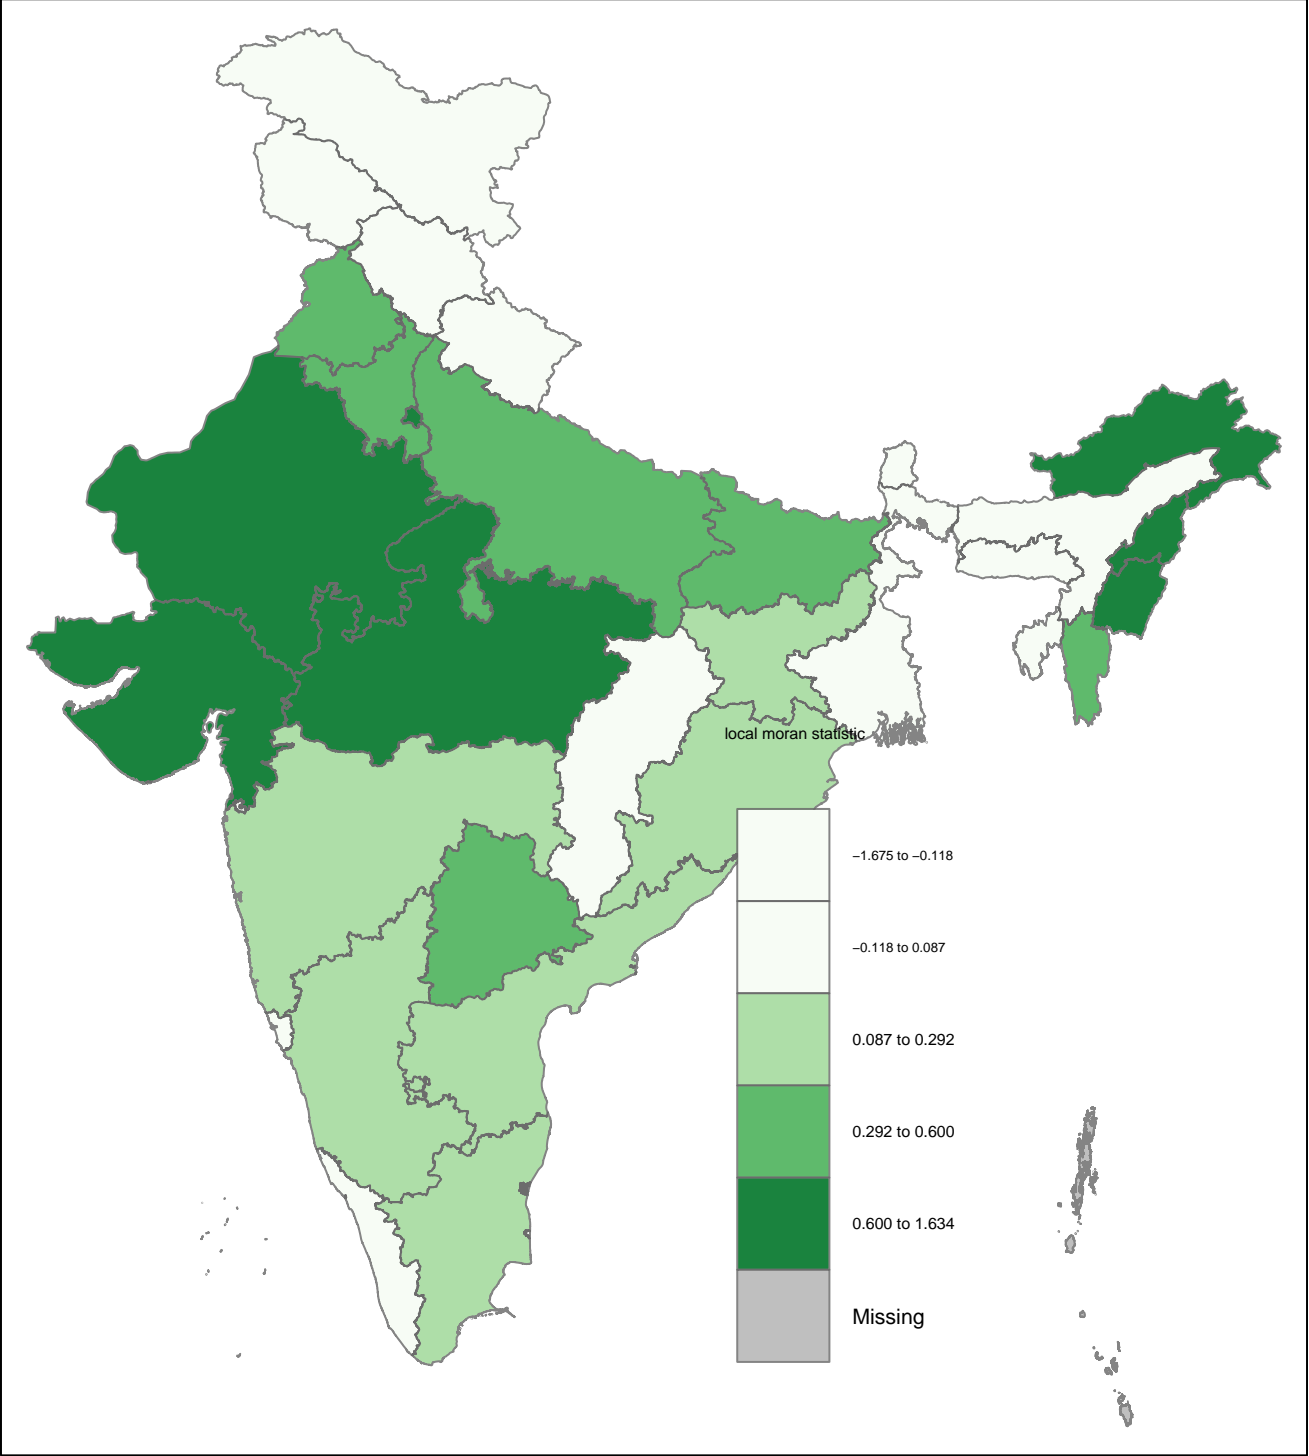 local moran statistic
−1.675 to −0.118
−0.118 to 0.087
0.087 to 0.292
0.292 to 0.600
0.600 to 1.634
Missing